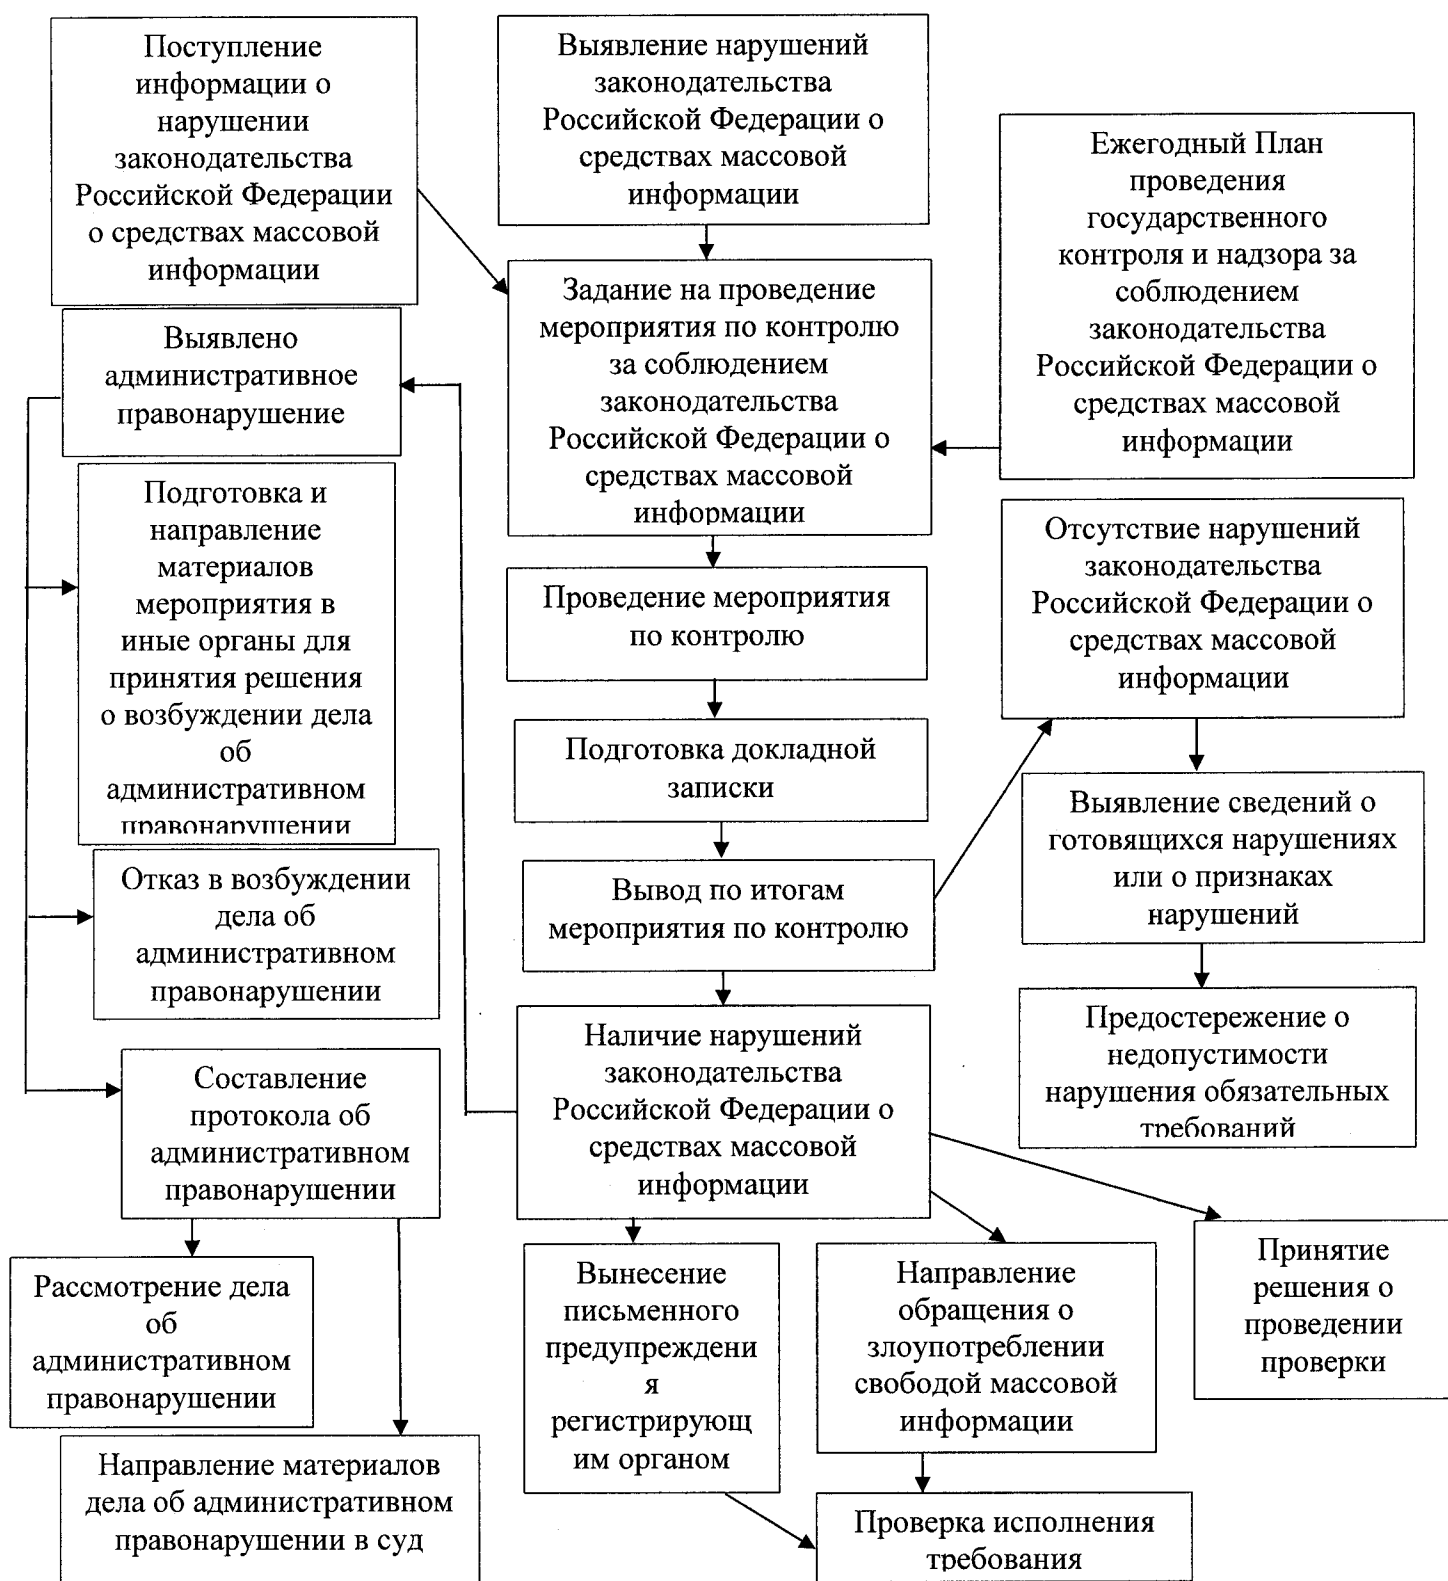 Поступление
информации о
нарушении
законодательства
Российской Федерации
о средствах массовой
информации
Выявление нарушений
законодательства
Российской Федерации о
средствах массовой
информации
Ежегодный План
проведения
государственного
контроля и надзора за
соблюдением
законодательства
Российской Федерации о
средствах массовой
информации
Задание на проведение
мероприятия по контролю
за соблюдением
законодательства
Российской Федерации о
средствах массовой
информации
Выявлено
административное
правонарушение
Подготовка и
направление
материалов
мероприятия в
иные органы для
принятия решения
о возбуждении дела
об
административном
правонарушении
Проведение мероприятия
по контролю
Отсутствие нарушений
законодательства
Российской Федерации о
средствах массовой
информации
Подготовка докладной
записки
Выявление сведений о
готовящихся нарушениях
или о признаках
нарушений
Отказ в возбуждении
дела об
административном
правонарушении
Вывод по итогам
мероприятия по контролю
Предостережение о
недопустимости
нарушения обязательных
требований
Наличие нарушений
законодательства
Российской Федерации о
средствах массовой
информации
Составление
протокола об
административном
правонарушении
Рассмотрение дела
об
административном
правонарушении
Вынесение
письменного
предупреждени
я
регистрирующ
им органом
Направление
обращения о
злоупотреблении
свободой массовой
информации
Принятие
решения о
проведении
проверки
Направление материалов
дела об административном
правонарушении в суд
Проверка исполнения
требования